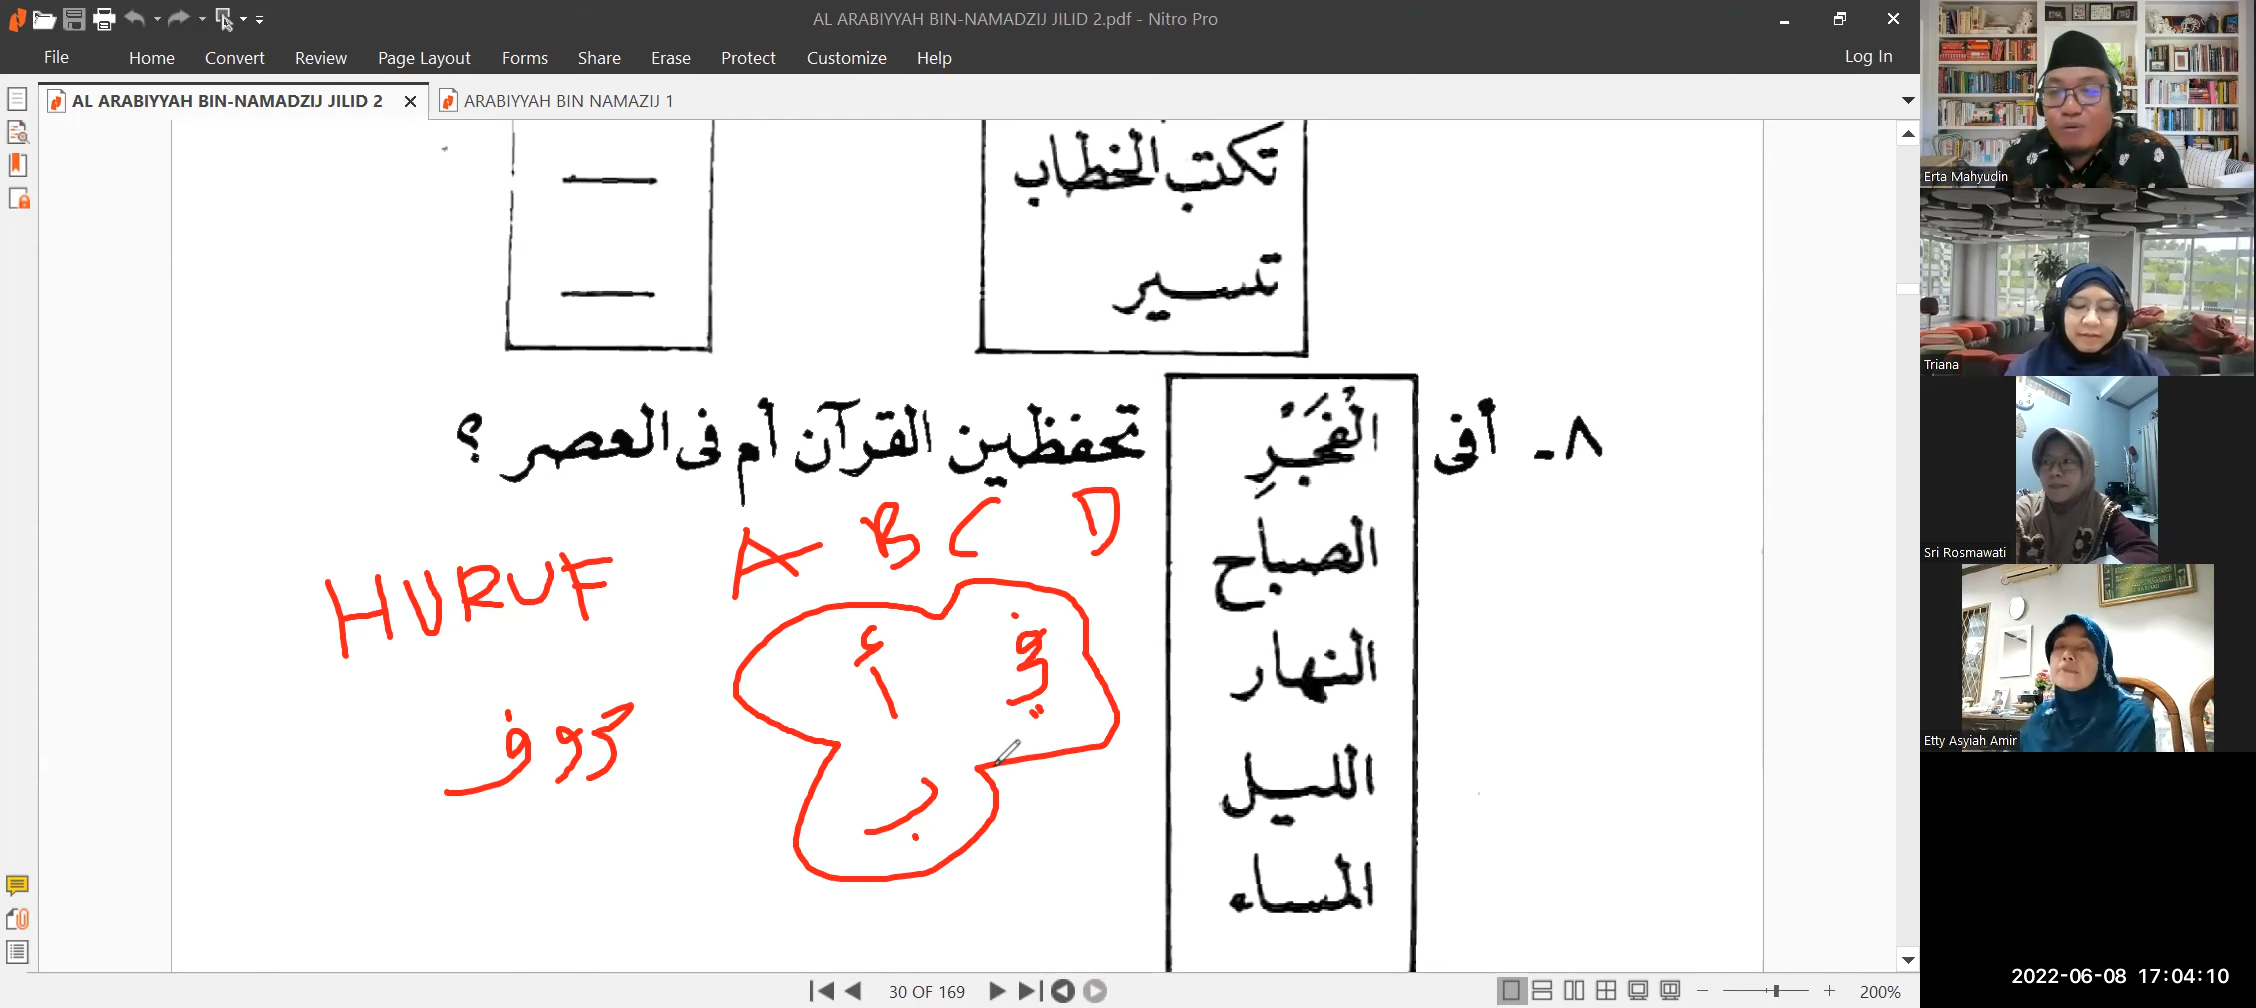 AL ARABIYYAH BIN-NAMADZIJ JILID 2.pdf - Nitro Pro
File Home Convert Review Page Layout Forms Share Erase Protect Customize Help
Log In
AL ARABIYYAH BIN-NAMADZIJ JILID 2
ARABIYYAH BIN NAMAZIJ 1
تكتب الخطاب
تسير
٨ـ أفى الْفَجْرِ تحفظين القرآن أم فى العصر ؟
الصباح
النهار
الليل
المساء
A B C D
HURUF
أ في
حروف
ب
Erta Mahyudin
Triana
Sri Rosmawati
Etty Asyiah Amir
2022-06-08 17:04:10
30 OF 169
200%